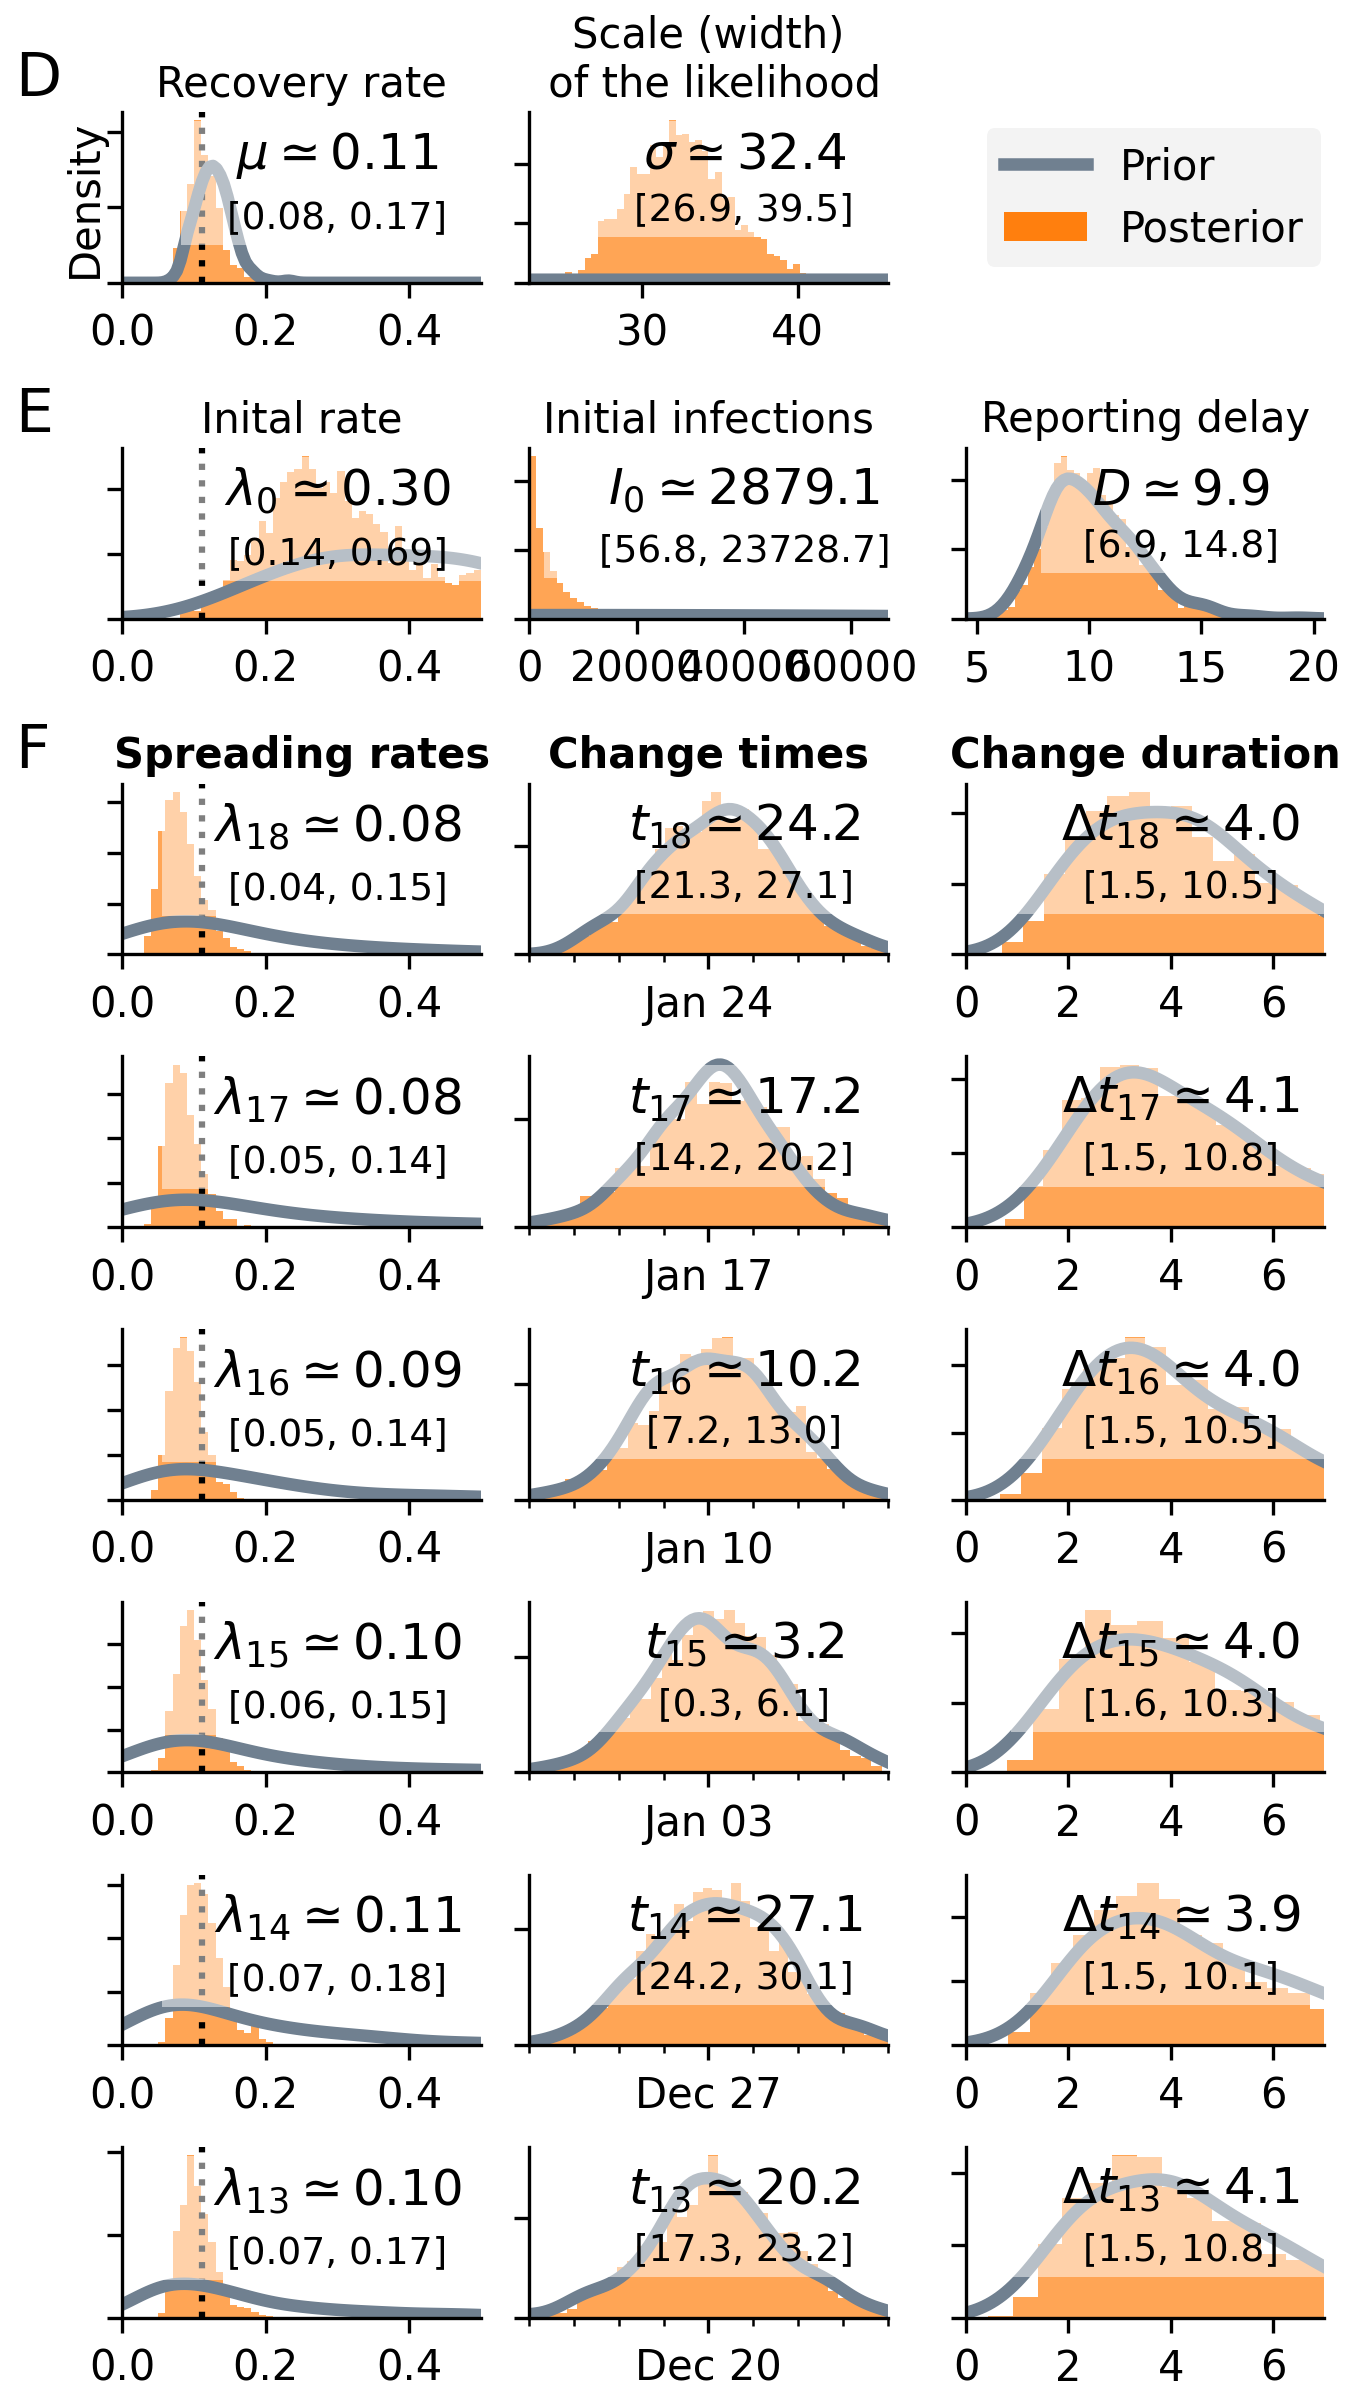 D
Recovery rate
Scale (width)
of the likelihood
Density
μ ≃ 0.11
[0.08, 0.17]
0.0 0.2 0.4
σ ≃ 32.4
[26.9, 39.5]
30 40
Prior
Posterior
E
Inital rate
Initial infections
Reporting delay
λ₀ ≃ 0.30
[0.14, 0.69]
0.0 0.2 0.4
I₀ ≃ 2879.1
[56.8, 23728.7]
0 20000 40000 60000
D ≃ 9.9
[6.9, 14.8]
5 10 15 20
F
Spreading rates
Change times
Change duration
λ₁₈ ≃ 0.08
[0.04, 0.15]
0.0 0.2 0.4
t₁₈ ≃ 24.2
[21.3, 27.1]
Jan 24
Δt₁₈ ≃ 4.0
[1.5, 10.5]
0 2 4 6
λ₁₇ ≃ 0.08
[0.05, 0.14]
0.0 0.2 0.4
t₁₇ ≃ 17.2
[14.2, 20.2]
Jan 17
Δt₁₇ ≃ 4.1
[1.5, 10.8]
0 2 4 6
λ₁₆ ≃ 0.09
[0.05, 0.14]
0.0 0.2 0.4
t₁₆ ≃ 10.2
[7.2, 13.0]
Jan 10
Δt₁₆ ≃ 4.0
[1.5, 10.5]
0 2 4 6
λ₁₅ ≃ 0.10
[0.06, 0.15]
0.0 0.2 0.4
t₁₅ ≃ 3.2
[0.3, 6.1]
Jan 03
Δt₁₅ ≃ 4.0
[1.6, 10.3]
0 2 4 6
λ₁₄ ≃ 0.11
[0.07, 0.18]
0.0 0.2 0.4
t₁₄ ≃ 27.1
[24.2, 30.1]
Dec 27
Δt₁₄ ≃ 3.9
[1.5, 10.1]
0 2 4 6
λ₁₃ ≃ 0.10
[0.07, 0.17]
0.0 0.2 0.4
t₁₃ ≃ 20.2
[17.3, 23.2]
Dec 20
Δt₁₃ ≃ 4.1
[1.5, 10.8]
0 2 4 6